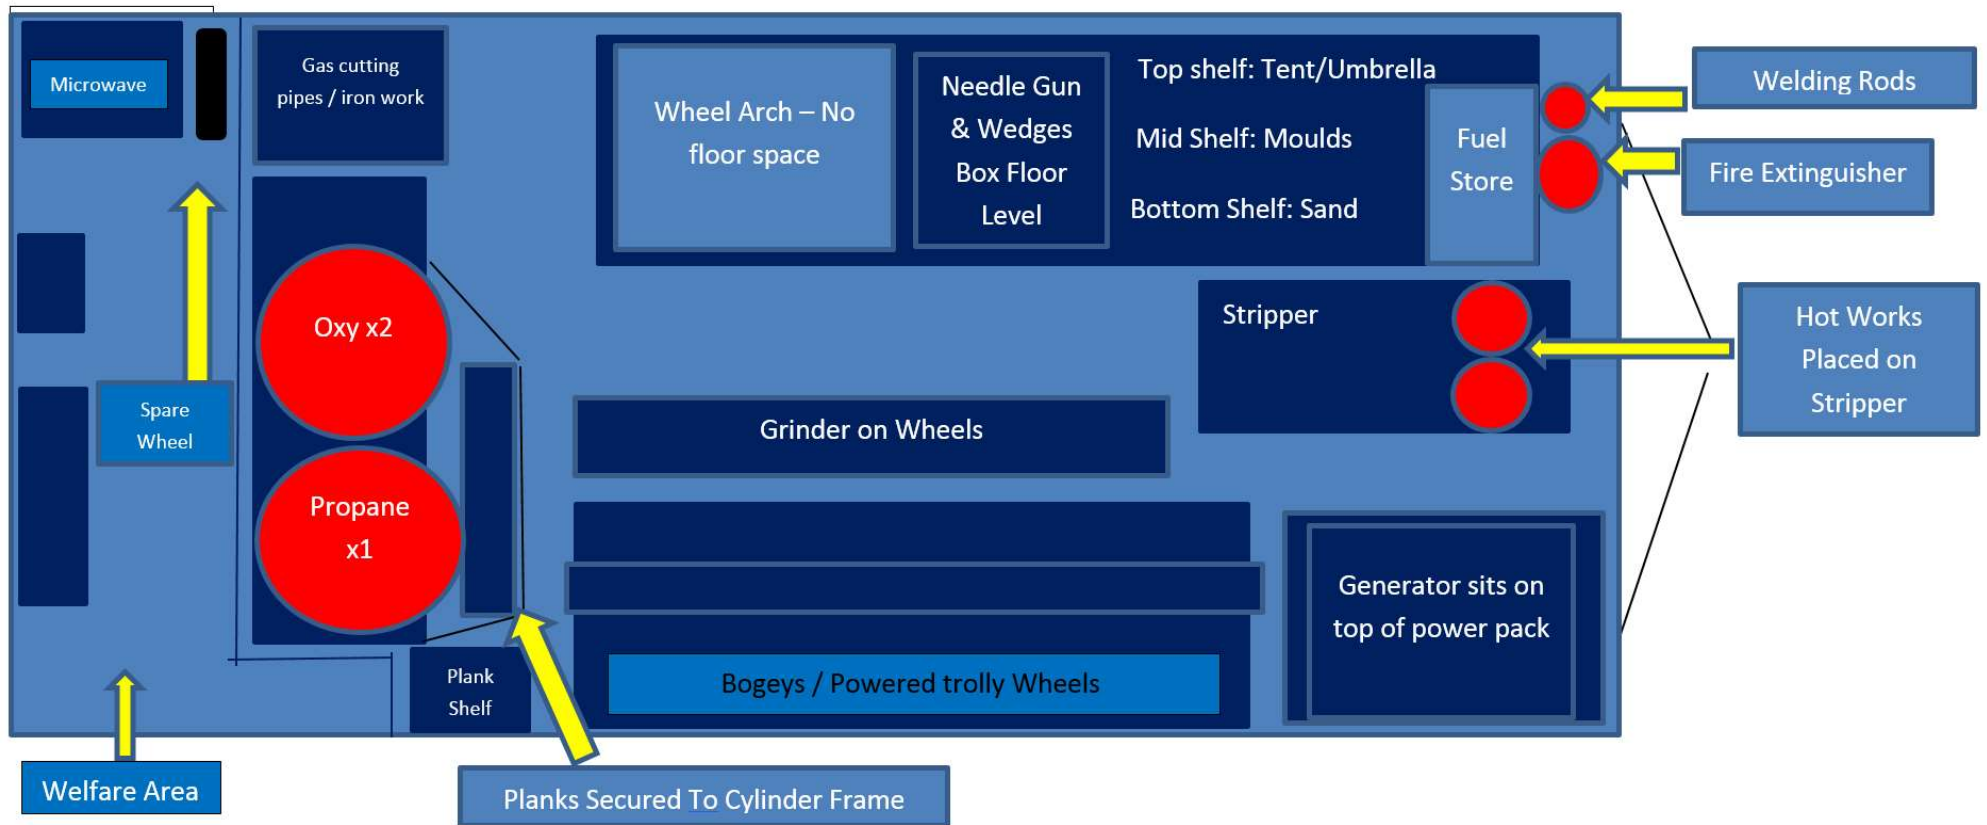 Microwave
Gas cutting
pipes / iron work
Wheel Arch – No
floor space
Needle Gun
& Wedges
Box Floor
Level
Top shelf: Tent/Umbrella
Mid Shelf: Moulds
Bottom Shelf: Sand
Fuel
Store
Welding Rods
Fire Extinguisher
Oxy x2
Stripper
Hot Works
Placed on
Stripper
Spare
Wheel
Grinder on Wheels
Propane
x1
Generator sits on
top of power pack
Plank
Shelf
Bogeys / Powered trolly Wheels
Welfare Area
Planks Secured To Cylinder Frame